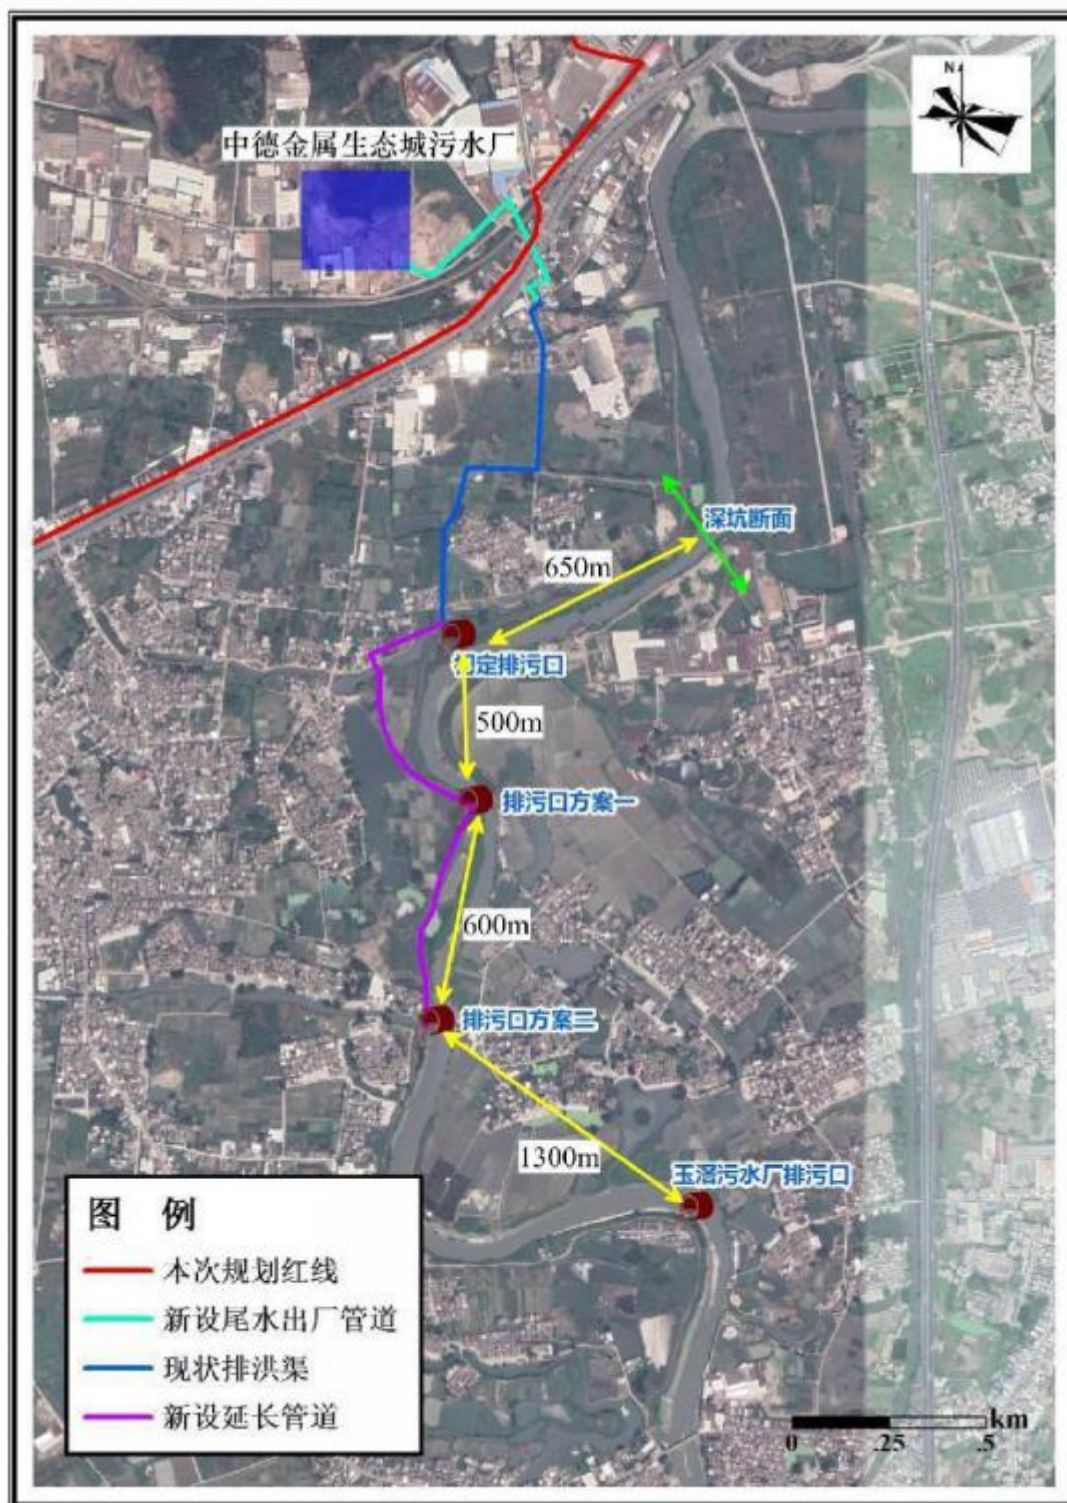 N
中德金属生态城污水厂
深坑断面
650m
定排污口
500m
排污口方案一
600m
排污口方案二
1300m
玉滘污水厂排污口
图 例
本次规划红线
新设尾水出厂管道
现状排洪渠
新设延长管道
km
0 .25 .5